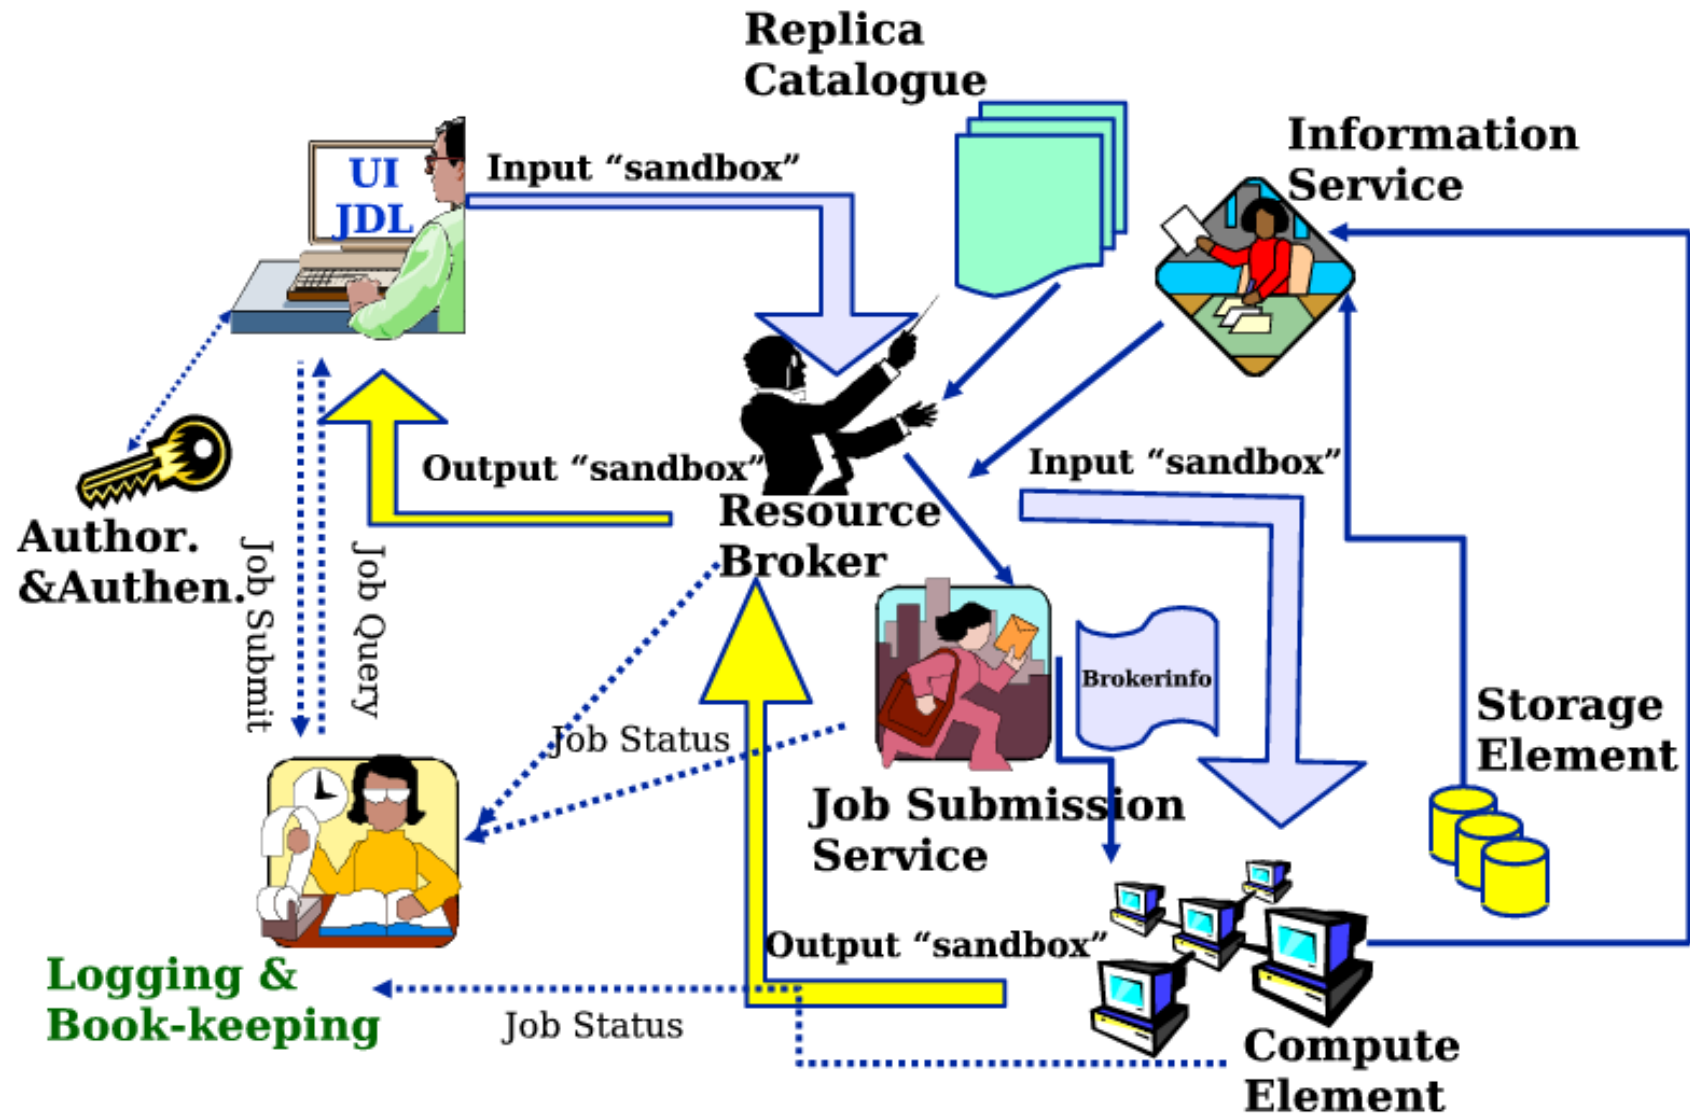 Replica
Catalogue
Information
Service
UI
JDL
Input “sandbox”
Output “sandbox”
Input “sandbox”
Resource
Broker
Author.
&Authen.
Job Submit
Job Query
Brokerinfo
Job Status
Storage
Element
Job Submission
Service
Output “sandbox”
Logging &
Book-keeping
Job Status
Compute
Element